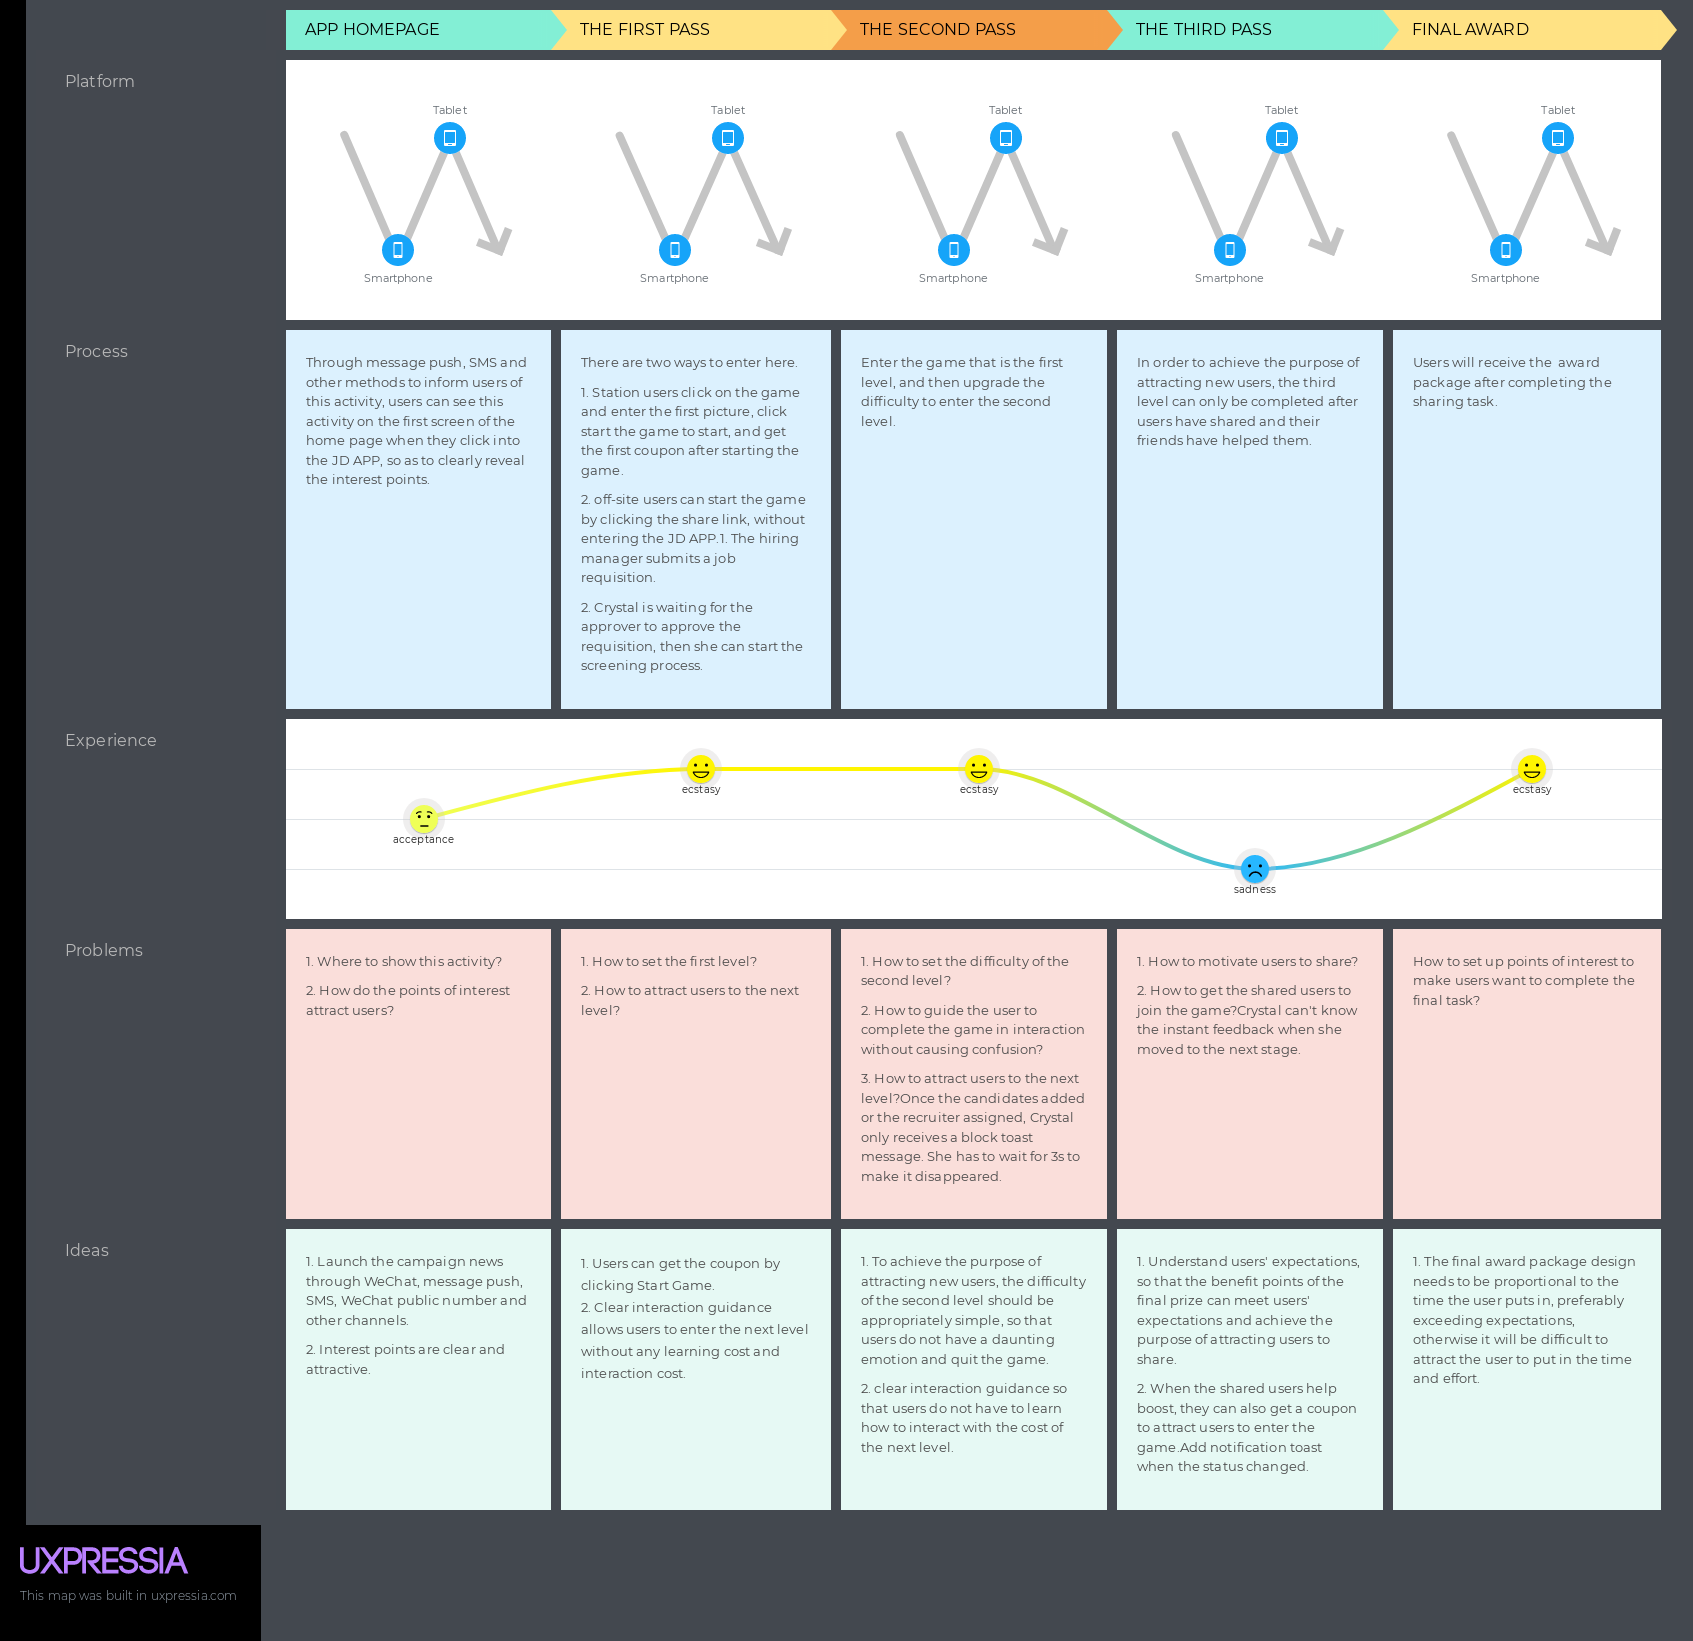 APP HOMEPAGE
THE FIRST PASS
THE SECOND PASS
THE THIRD PASS
FINAL AWARD
Platform
Tablet
Smartphone
Tablet
Smartphone
Tablet
Smartphone
Tablet
Smartphone
Tablet
Smartphone
Process
Through message push, SMS and
other methods to inform users of
this activity, users can see this
activity on the first screen of the
home page when they click into
the JD APP, so as to clearly reveal
the interest points.
There are two ways to enter here.
1. Station users click on the game
and enter the first picture, click
start the game to start, and get
the first coupon after starting the
game.
2. off-site users can start the game
by clicking the share link, without
entering the JD APP.1. The hiring
manager submits a job
requisition.
2. Crystal is waiting for the
approver to approve the
requisition, then she can start the
screening process.
Enter the game that is the first
level, and then upgrade the
difficulty to enter the second
level.
In order to achieve the purpose of
attracting new users, the third
level can only be completed after
users have shared and their
friends have helped them.
Users will receive the award
package after completing the
sharing task.
Experience
acceptance
ecstasy
ecstasy
sadness
ecstasy
Problems
1. Where to show this activity?
2. How do the points of interest
attract users?
1. How to set the first level?
2. How to attract users to the next
level?
1. How to set the difficulty of the
second level?
2. How to guide the user to
complete the game in interaction
without causing confusion?
3. How to attract users to the next
level?Once the candidates added
or the recruiter assigned, Crystal
only receives a block toast
message. She has to wait for 3s to
make it disappeared.
1. How to motivate users to share?
2. How to get the shared users to
join the game?Crystal can't know
the instant feedback when she
moved to the next stage.
How to set up points of interest to
make users want to complete the
final task?
Ideas
1. Launch the campaign news
through WeChat, message push,
SMS, WeChat public number and
other channels.
2. Interest points are clear and
attractive.
1. Users can get the coupon by
clicking Start Game.
2. Clear interaction guidance
allows users to enter the next level
without any learning cost and
interaction cost.
1. To achieve the purpose of
attracting new users, the difficulty
of the second level should be
appropriately simple, so that
users do not have a daunting
emotion and quit the game.
2. clear interaction guidance so
that users do not have to learn
how to interact with the cost of
the next level.
1. Understand users' expectations,
so that the benefit points of the
final prize can meet users'
expectations and achieve the
purpose of attracting users to
share.
2. When the shared users help
boost, they can also get a coupon
to attract users to enter the
game.Add notification toast
when the status changed.
1. The final award package design
needs to be proportional to the
time the user puts in, preferably
exceeding expectations,
otherwise it will be difficult to
attract the user to put in the time
and effort.
UXPRESSIA
This map was built in uxpressia.com